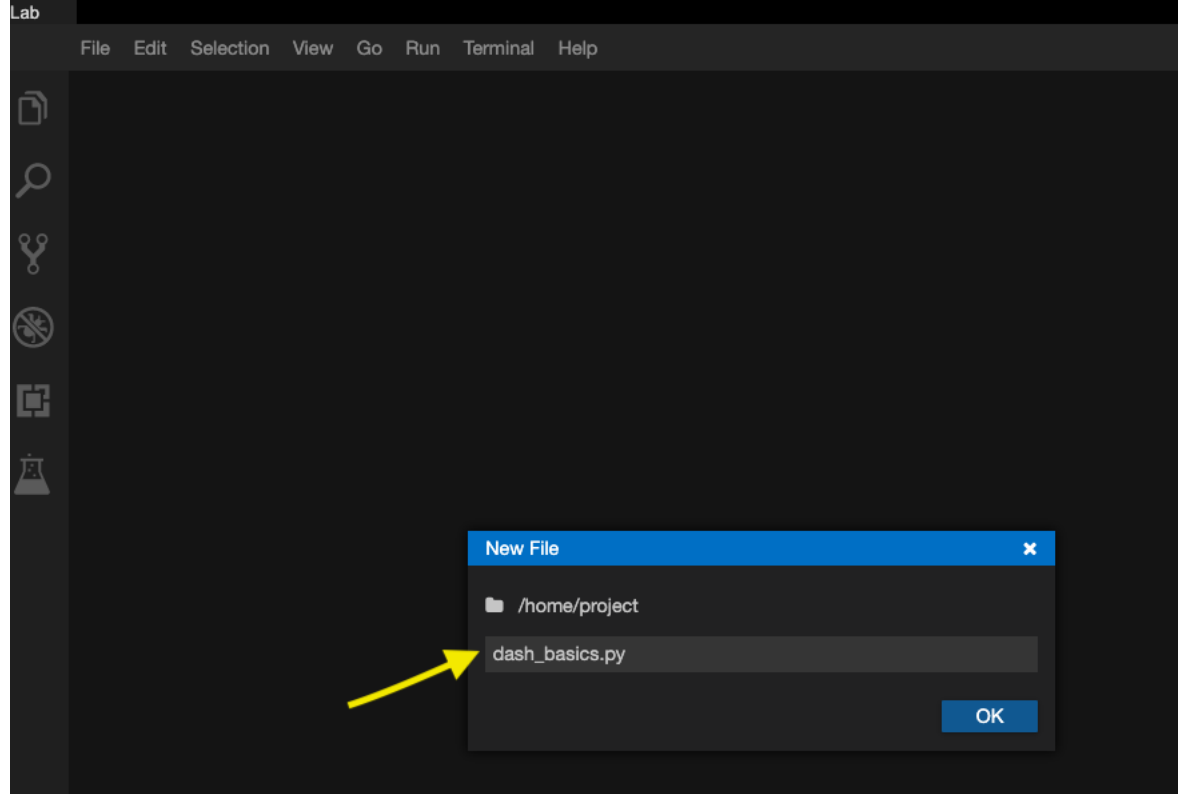 Lab
File Edit Selection View Go Run Terminal Help
New File
/home/project
dash_basics.py
OK